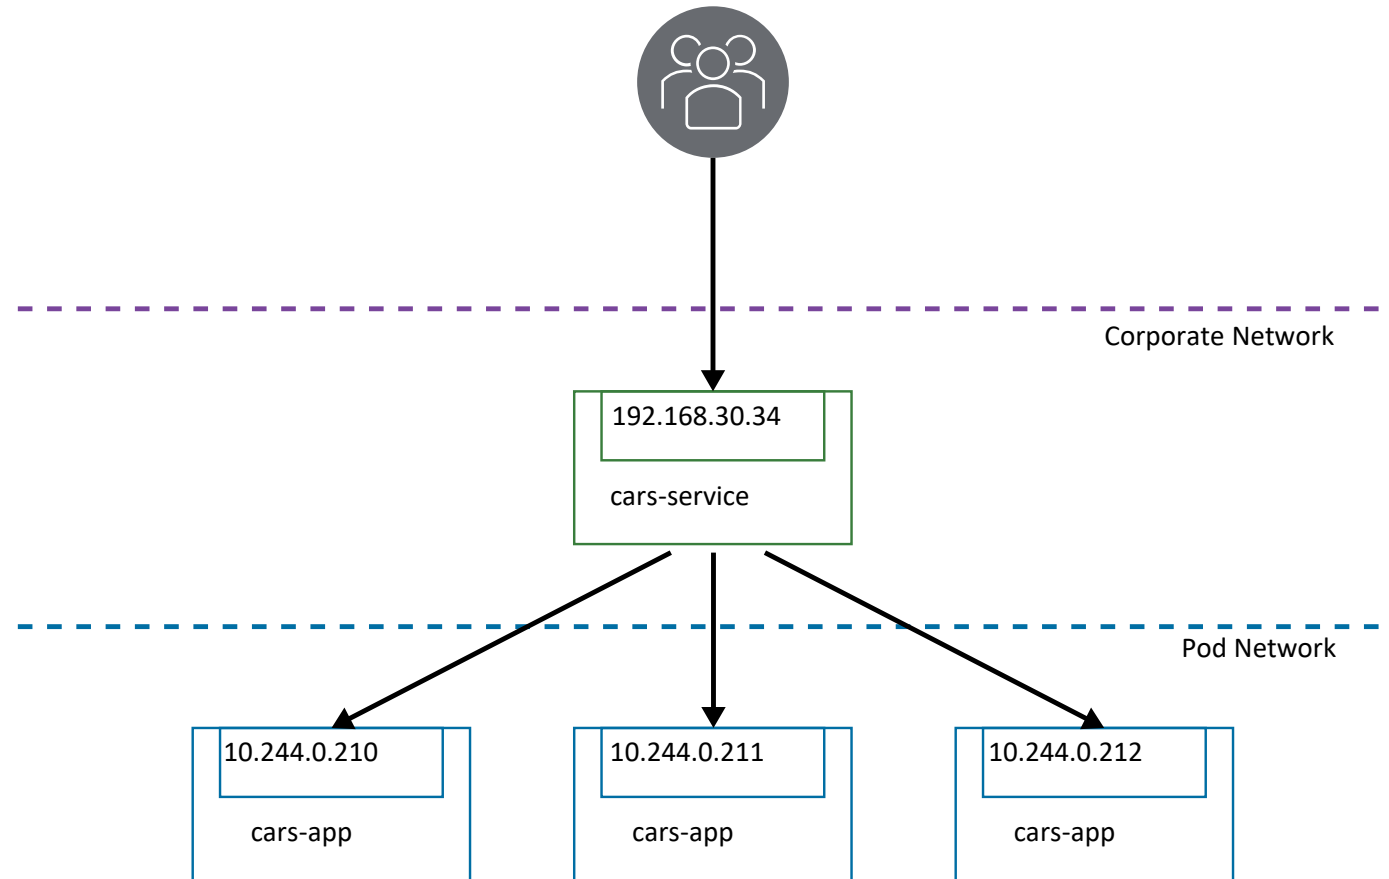 Corporate Network
192.168.30.34
cars-service
Pod Network
10.244.0.210
10.244.0.211
10.244.0.212
cars-app
cars-app
cars-app